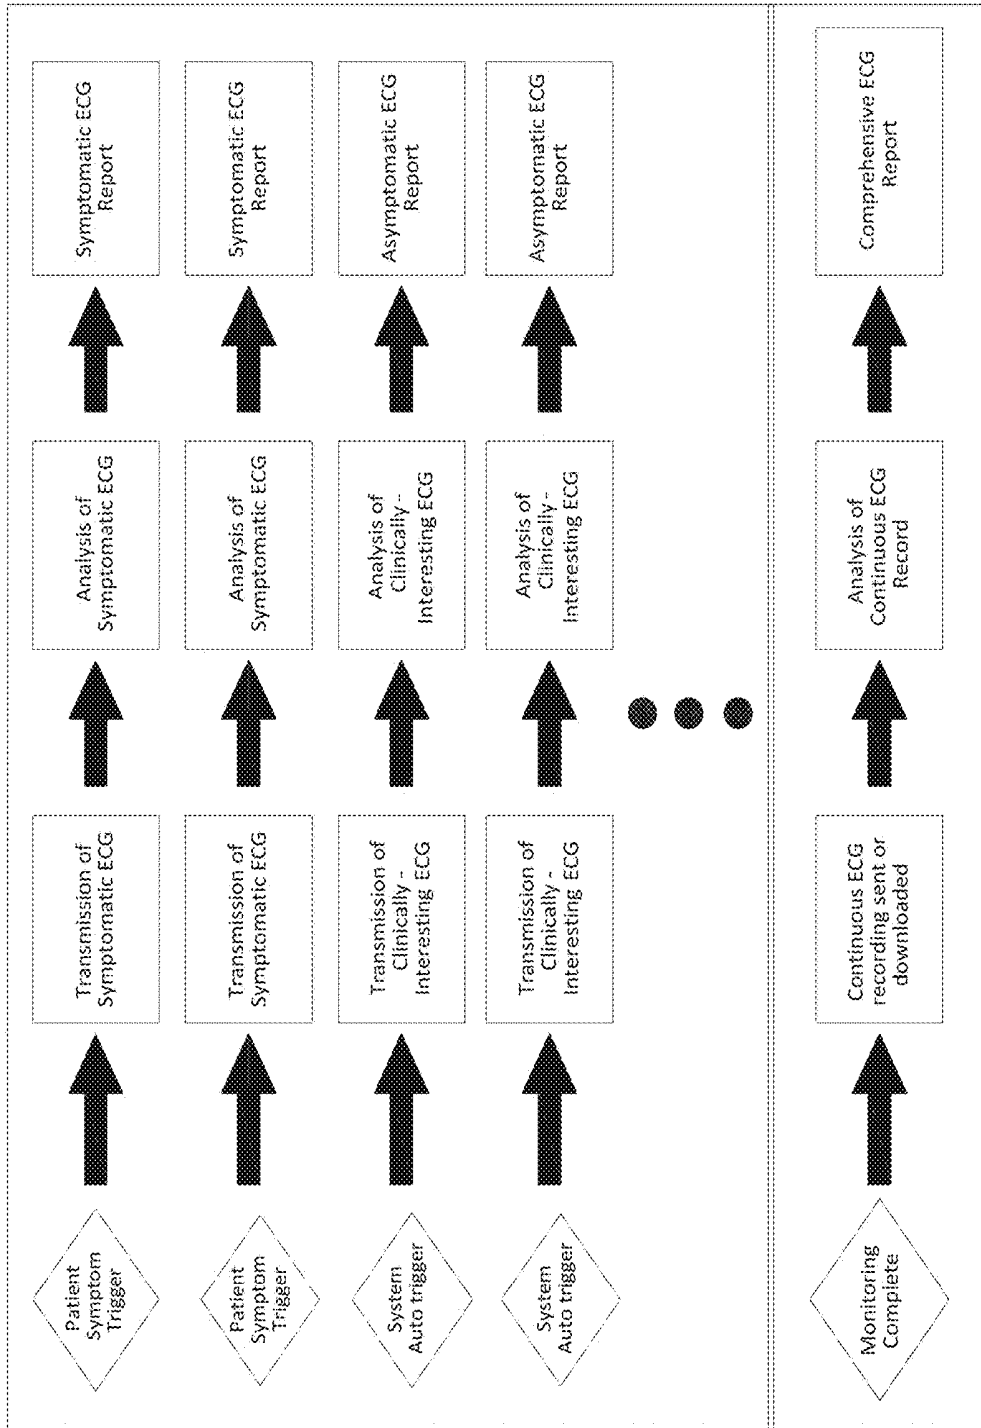 Patient
Symptom
Trigger
Transmission of
Symptomatic ECG
Analysis of
Symptomatic ECG
Symptomatic ECG
Report
Patient
Symptom
Trigger
Transmission of
Symptomatic ECG
Analysis of
Symptomatic ECG
Symptomatic ECG
Report
System
Auto trigger
Transmission of
Clinically -
Interesting ECG
Analysis of
Clinically -
Interesting ECG
Asymptomatic ECG
Report
System
Auto trigger
Transmission of
Clinically -
Interesting ECG
Analysis of
Clinically -
Interesting ECG
Asymptomatic ECG
Report
Monitoring
Complete
Continuous ECG
recording sent or
downloaded
Analysis of
Continuous ECG
Record
Comprehensive ECG
Report